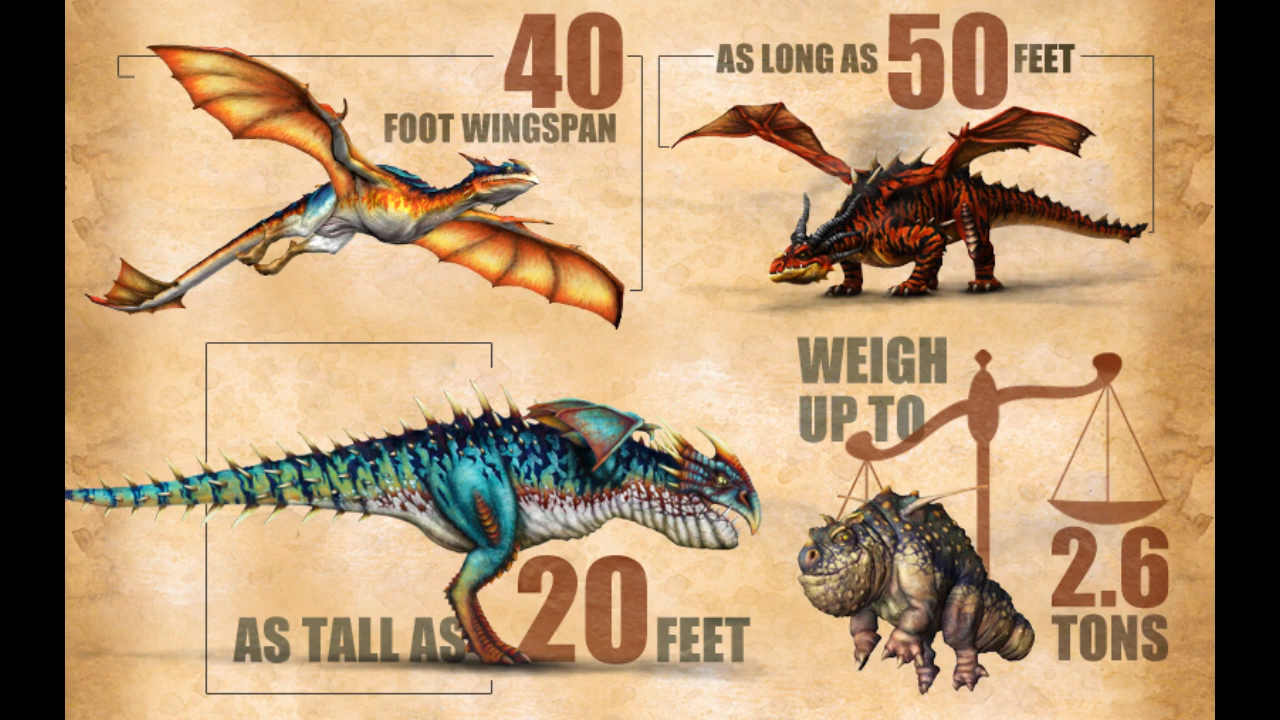 40
FOOT WINGSPAN
AS LONG AS 50 FEET
AS TALL AS 20 FEET
WEIGH
UP TO
2.6
TONS